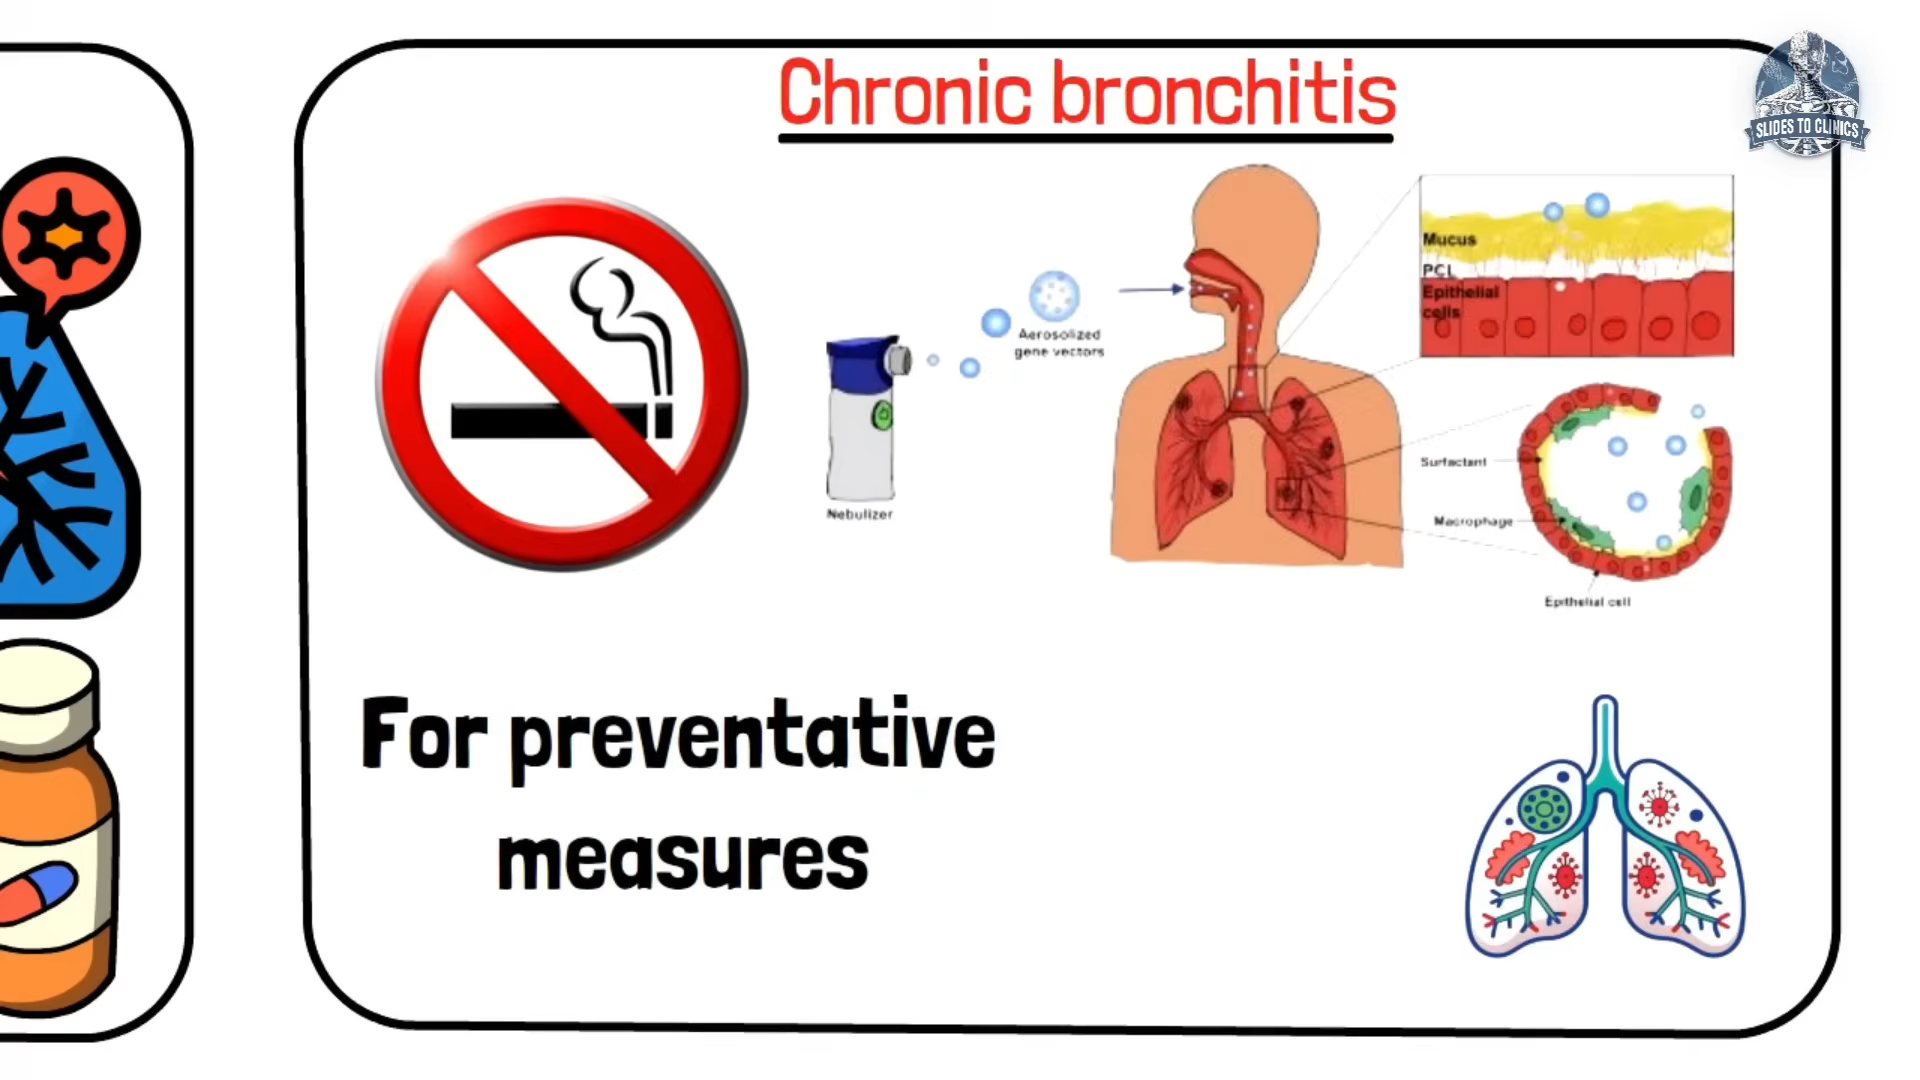 Chronic bronchitis
SLIDES TO CLINICS
Mucus
PCL
Epithelial
cells
Aerosolized
gene vectors
Nebulizer
Surfactant
Macrophage
Epithelial cell
For preventative
measures